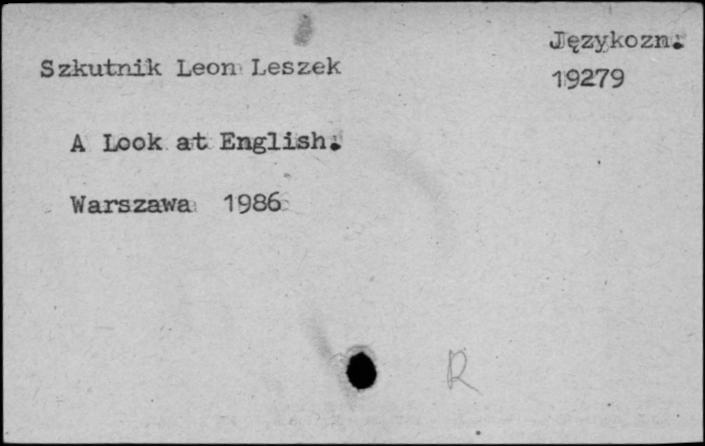 Językozn.
Szkutnik Leon Leszek
19279
A Look at English.
Warszawa 1986
R